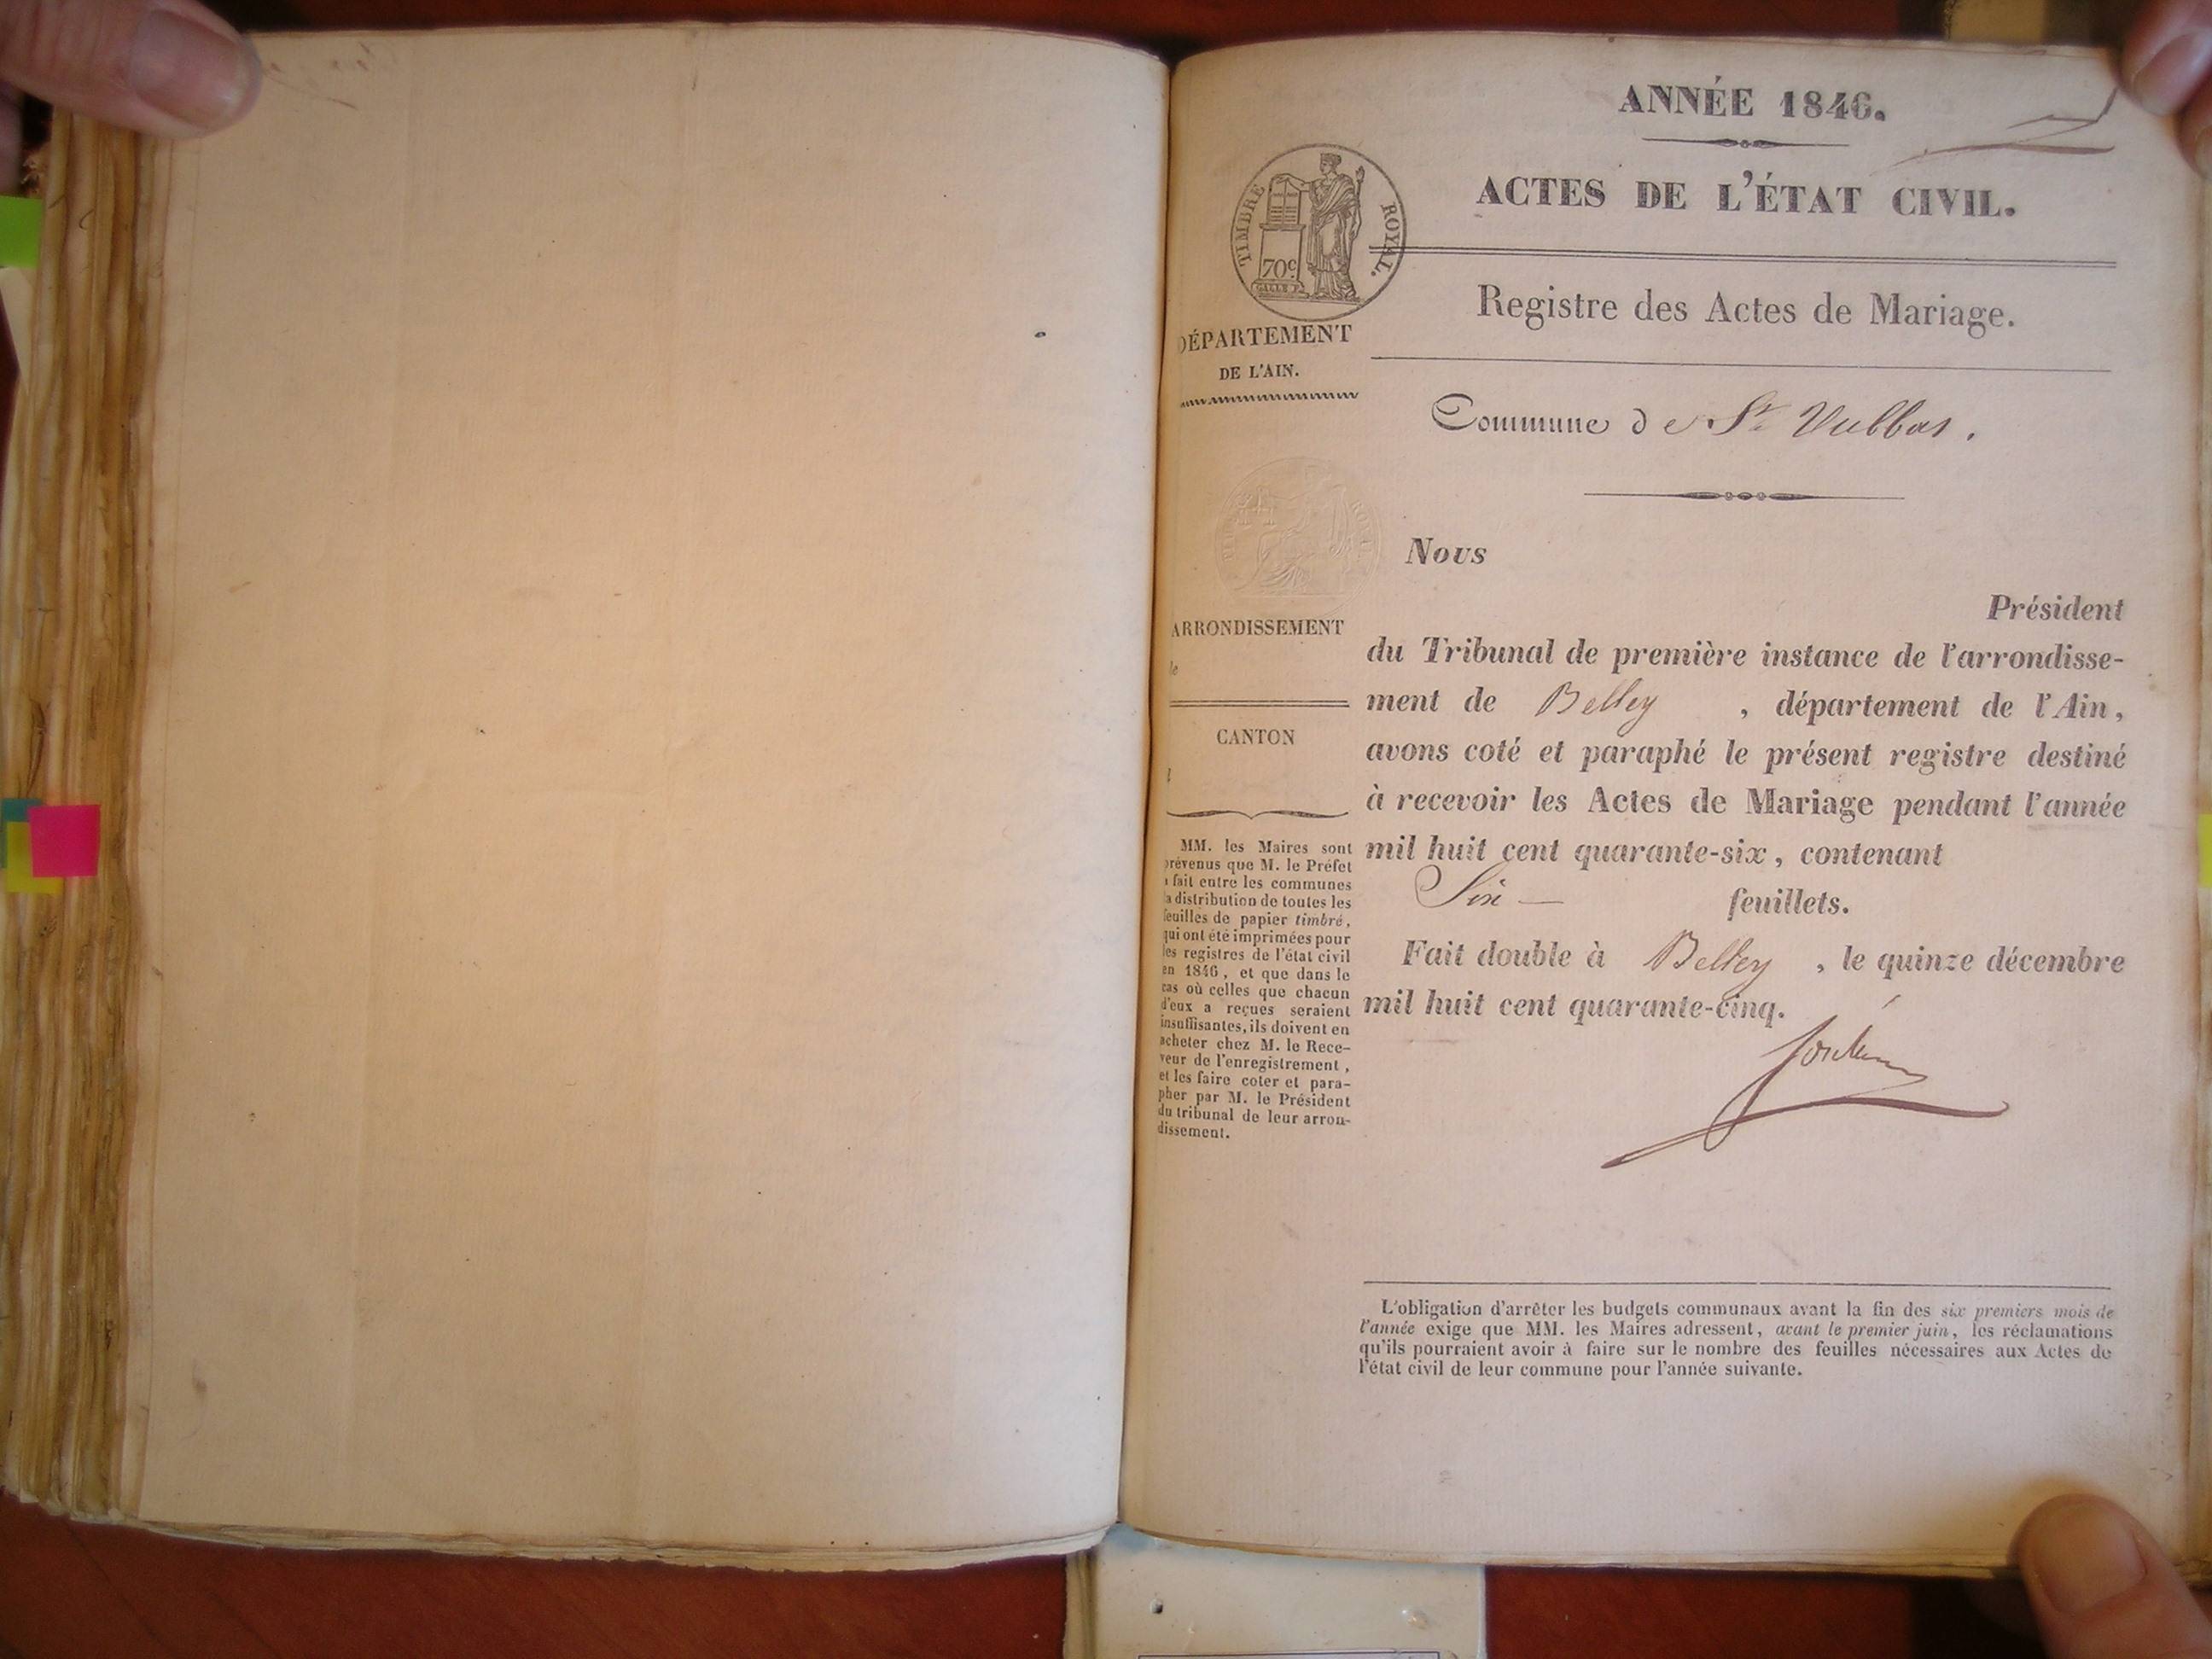 ANNÉE 1846.
ACTES DE L'ÉTAT CIVIL.
TIMBRE ROYAL.
70c
Registre des Actes de Mariage.
DÉPARTEMENT
DE L'AIN.
Commune de St Vulbas.
Nous
Président
du Tribunal de première instance de l'arrondisse-
ment de Belley , département de l'Ain,
avons coté et paraphé le présent registre destiné
à recevoir les Actes de Mariage pendant l'année
mil huit cent quarante-six, contenant
Six — feuillets.
Fait double à Belley , le quinze décembre
mil huit cent quarante-cinq.
ARRONDISSEMENT
CANTON
MM. les Maires sont
prévenus que M. le Préfet
a fait entre les communes
la distribution de toutes les
feuilles de papier timbré,
qui ont été imprimées pour
les registres de l'état civil
en 1846, et que dans le
cas où celles que chacun
d'eux a reçues seraient
insuffisantes, ils doivent en
acheter chez M. le Rece-
veur de l'enregistrement,
et les faire coter et para-
pher par M. le Président
du tribunal de leur arron-
dissement.
L'obligation d'arrêter les budgets communaux avant la fin des six premiers mois de
l'année exige que MM. les Maires adressent, avant le premier juin, les réclamations
qu'ils pourraient avoir à faire sur le nombre des feuilles nécessaires aux Actes de
l'état civil de leur commune pour l'année suivante.